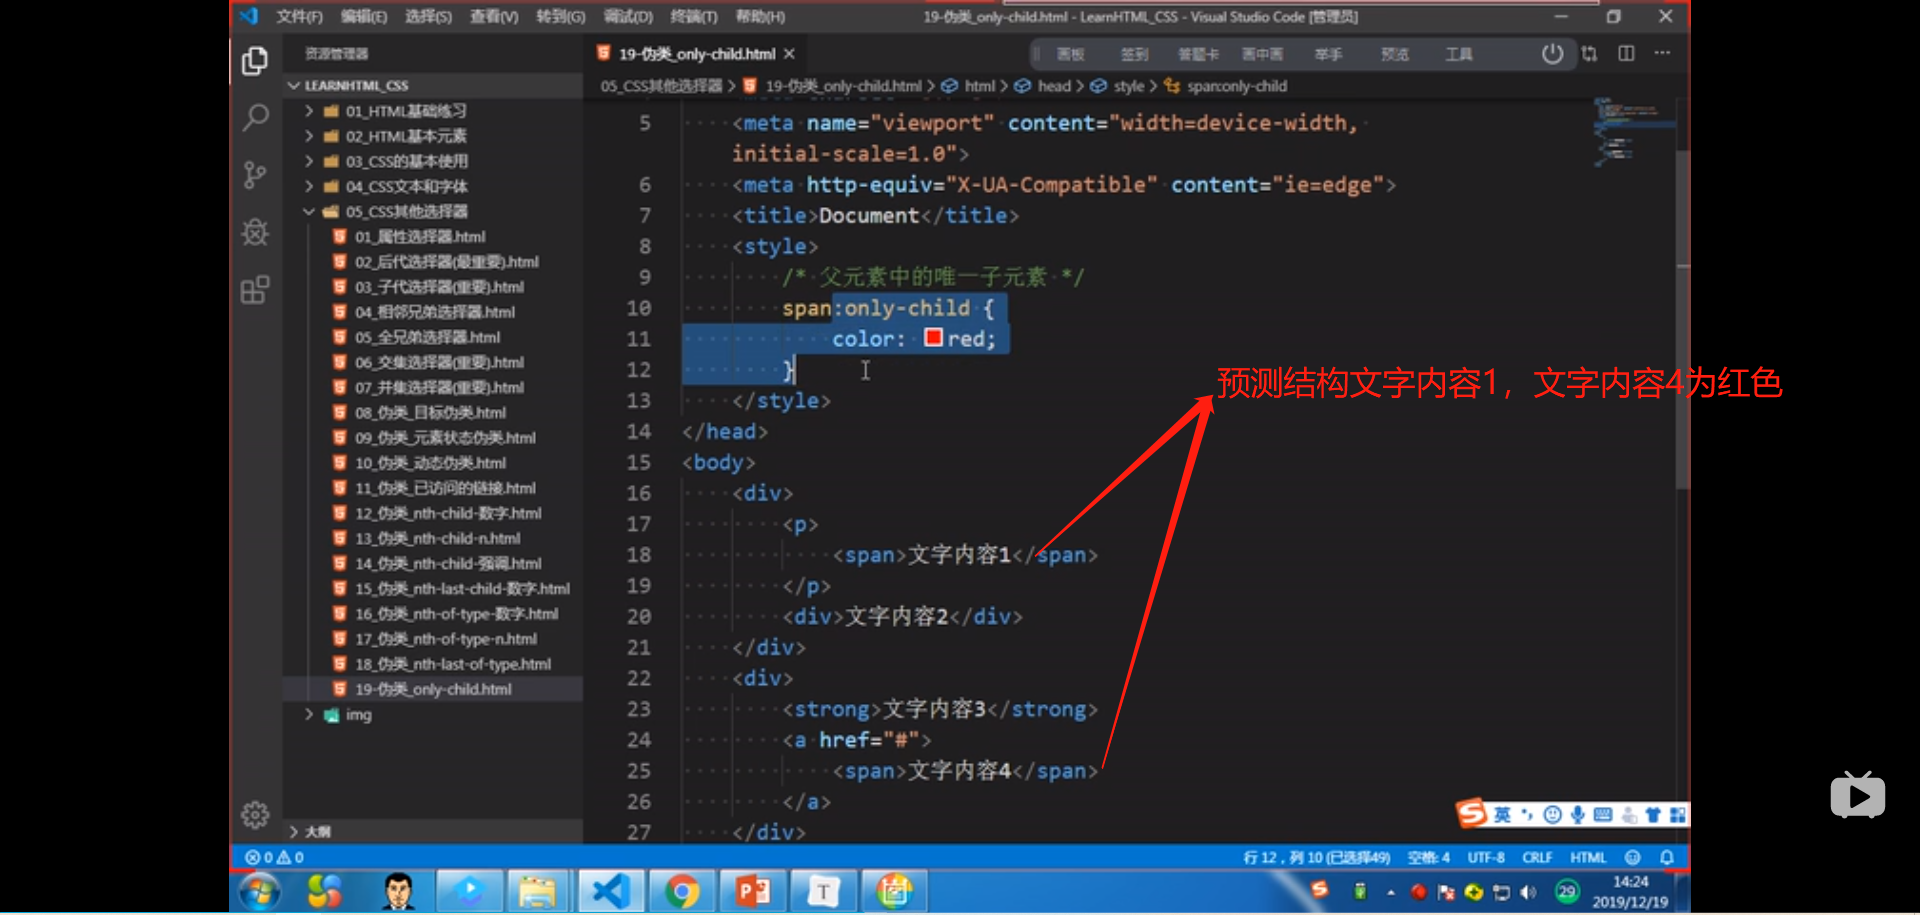 文件(F) 编辑(E) 选择(S) 查看(V) 转到(G) 调试(D) 终端(T) 帮助(H) 19-伪类_only-child.html - LearnHTML_CSS - Visual Studio Code [管理员]
资源管理器
19-伪类_only-child.html
画板 签到 答题卡 画中画 举手 预览 工具
LEARNHTML_CSS
05_CSS其他选择器 > 19-伪类_only-child.html > html > head > style > span:only-child
01_HTML基础练习
02_HTML基本元素
03_CSS的基本使用
04_CSS文本和字体
05_CSS其他选择器
01_属性选择器.html
02_后代选择器(最重要).html
03_子代选择器(重要).html
04_相邻兄弟选择器.html
05_全兄弟选择器.html
06_交集选择器(重要).html
07_并集选择器(重要).html
08_伪类_目标伪类.html
09_伪类_元素状态伪类.html
10_伪类_动态伪类.html
11_伪类_已访问的链接.html
12_伪类_nth-child-数字.html
13_伪类_nth-child-n.html
14_伪类_nth-child-强调.html
15_伪类_nth-last-child-数字.html
16_伪类_nth-of-type-数字.html
17_伪类_nth-of-type-n.html
18_伪类_nth-last-of-type.html
19-伪类_only-child.html
img
大纲
5 <meta name="viewport" content="width=device-width,
initial-scale=1.0">
6 <meta http-equiv="X-UA-Compatible" content="ie=edge">
7 <title>Document</title>
8 <style>
9 /* 父元素中的唯一子元素 */
10 span:only-child {
11 color: red;
12 }
13 </style>
14 </head>
15 <body>
16 <div>
17 <p>
18 <span>文字内容1</span>
19 </p>
20 <div>文字内容2</div>
21 </div>
22 <div>
23 <strong>文字内容3</strong>
24 <a href="#">
25 <span>文字内容4</span>
26 </a>
27 </div>
预测结构文字内容1，文字内容4为红色
英
0 0 行 12，列 10 (已选择49) 空格: 4 UTF-8 CRLF HTML
29 14:24
2019/12/19